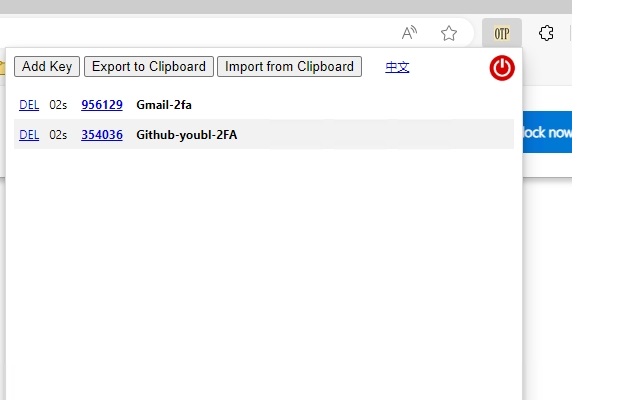 A
OTP
Add Key Export to Clipboard Import from Clipboard 中文
lock now
DEL 02s 956129 Gmail-2fa
DEL 02s 354036 Github-youbl-2FA